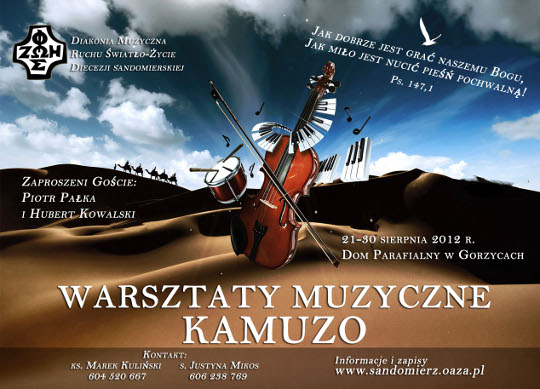 ΦΩΣ
ΖΩΗ
Diakonia Muzyczna
Ruchu Światło-Życie
Diecezji sandomierskiej
Jak dobrze jest grać naszemu Bogu,
Jak miło jest nucić pieśń pochwalną!
Ps. 147,1
Zaproszeni Goście:
Piotr Pałka
i Hubert Kowalski
21-30 sierpnia 2012 r.
Dom Parafialny w Gorzycach
WARSZTATY MUZYCZNE
KAMUZO
Kontakt:
ks. Marek Kuliński
604 520 667
s. Justyna Mikos
606 238 769
Informacje i zapisy
www.sandomierz.oaza.pl